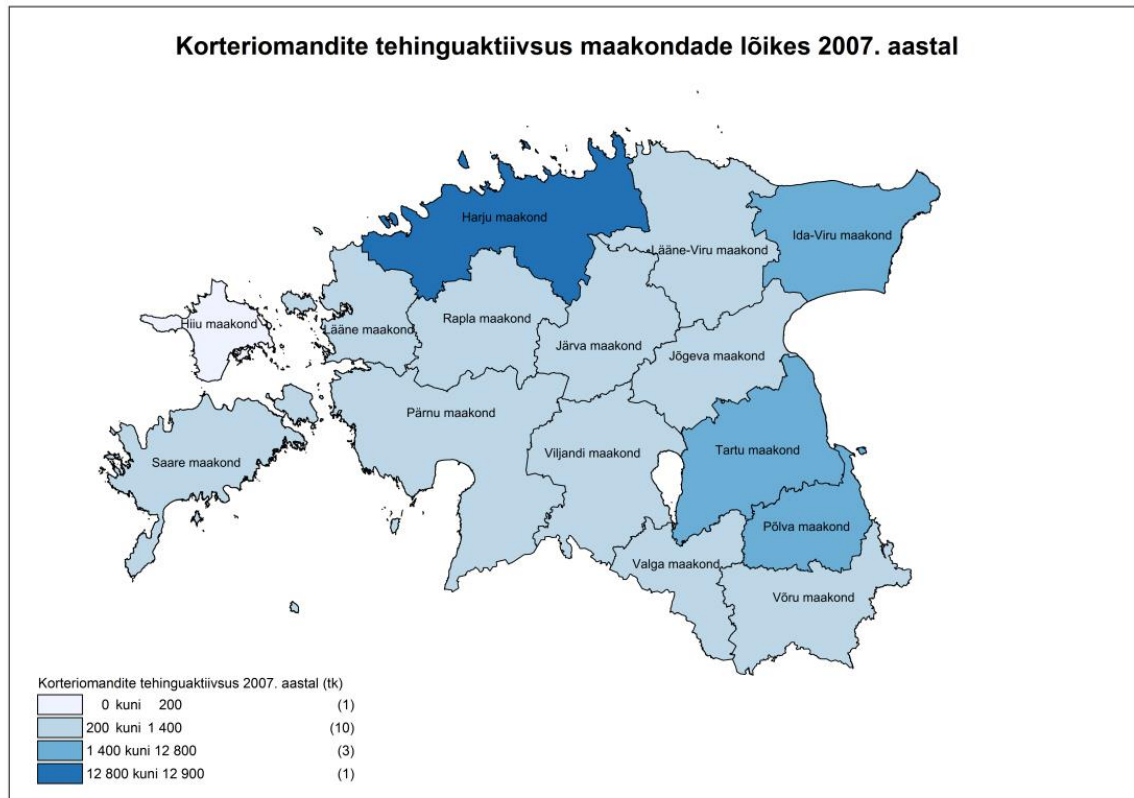 Korteriomandite tehinguaktiivsus maakondade lõikes 2007. aastal
Harju maakond
Ida-Viru maakond
Lääne-Viru maakond
Hiiu maakond
Lääne maakond
Rapla maakond
Järva maakond
Jõgeva maakond
Pärnu maakond
Saare maakond
Viljandi maakond
Tartu maakond
Põlva maakond
Valga maakond
Võru maakond
Korteriomandite tehinguaktiivsus 2007. aastal (tk)
0 kuni 200 (1)
200 kuni 1 400 (10)
1 400 kuni 12 800 (3)
12 800 kuni 12 900 (1)